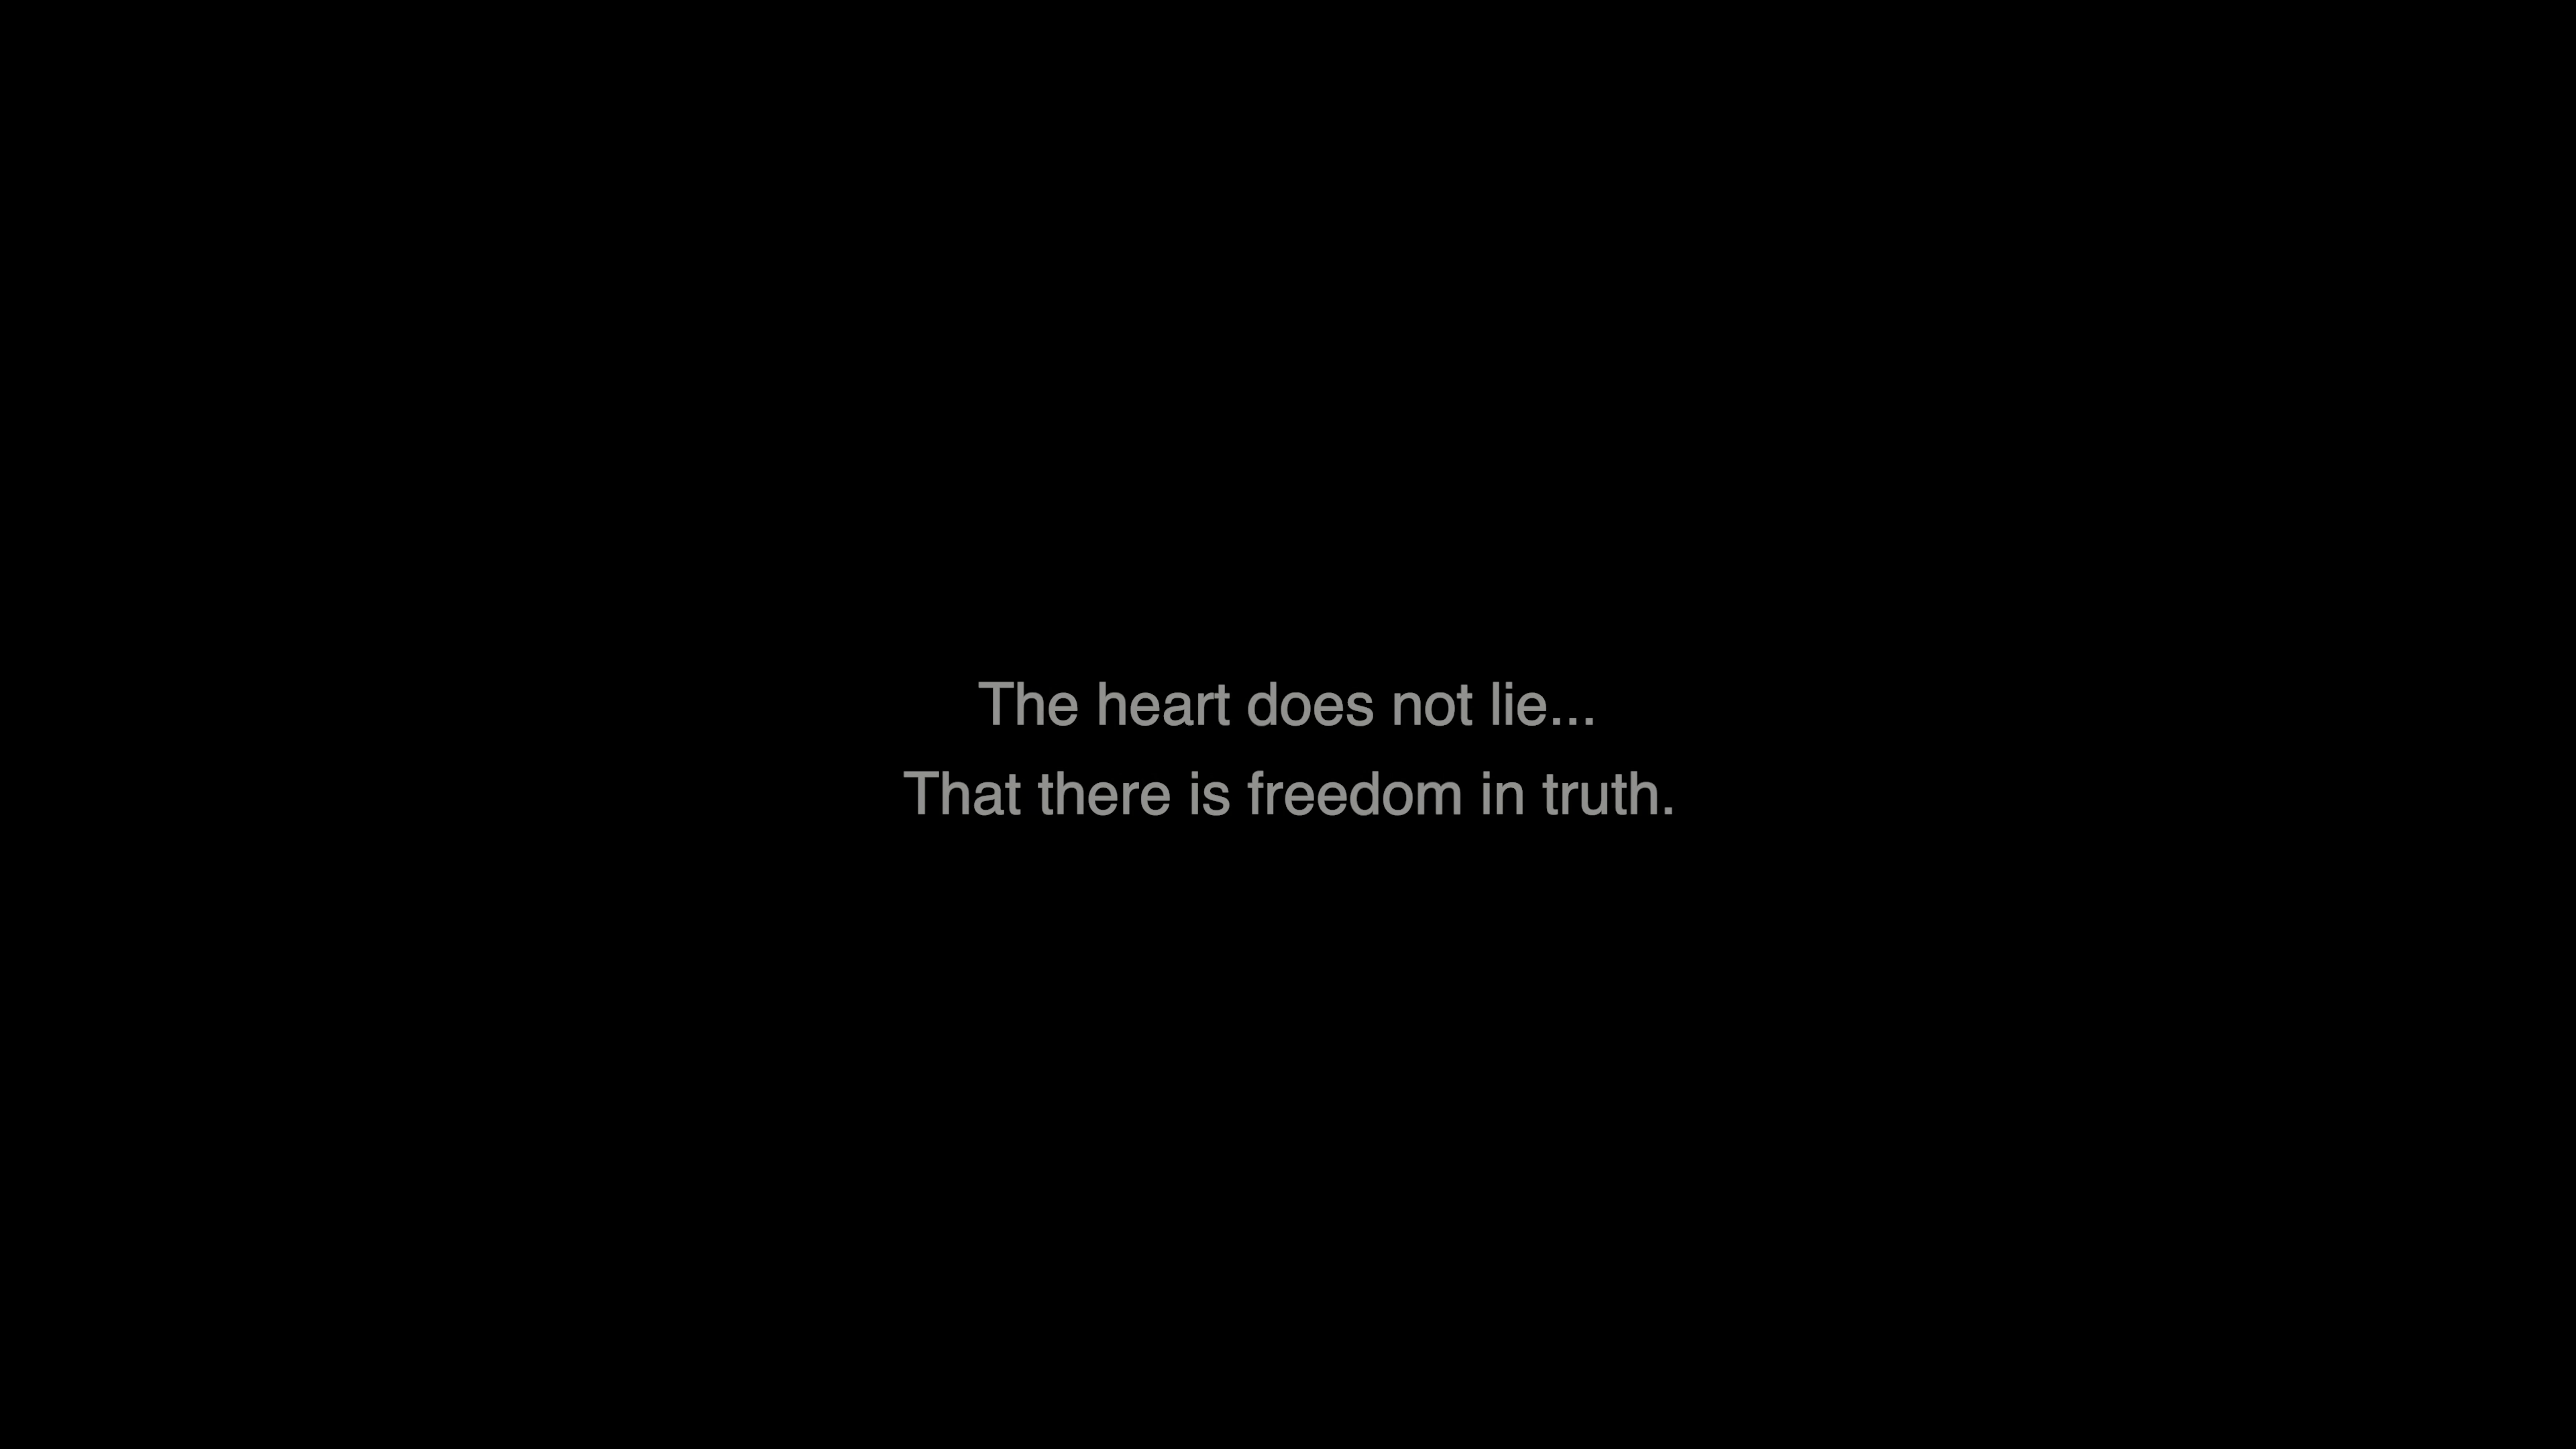 The heart does not lie...
That there is freedom in truth.